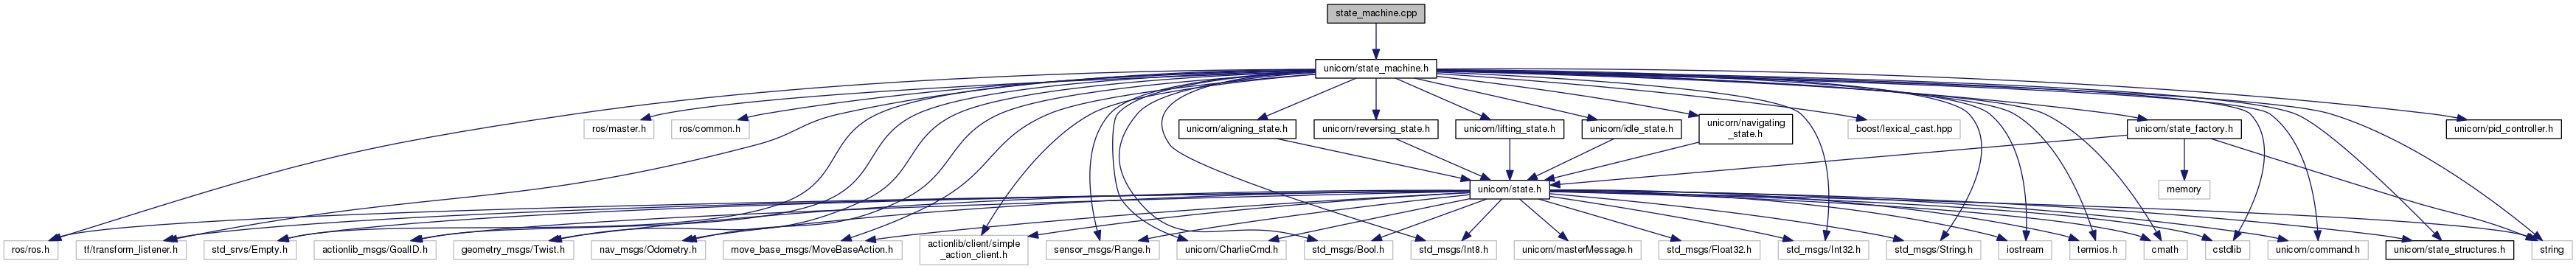 state_machine.cpp
unicorn/state_machine.h
ros/master.h
ros/common.h
unicorn/aligning_state.h
unicorn/reversing_state.h
unicorn/lifting_state.h
unicorn/idle_state.h
unicorn/navigating
_state.h
boost/lexical_cast.hpp
unicorn/state_factory.h
unicorn/pid_controller.h
unicorn/state.h
memory
ros/ros.h
tf/transform_listener.h
std_srvs/Empty.h
actionlib_msgs/GoalID.h
geometry_msgs/Twist.h
nav_msgs/Odometry.h
move_base_msgs/MoveBaseAction.h
actionlib/client/simple
_action_client.h
sensor_msgs/Range.h
unicorn/CharlieCmd.h
std_msgs/Bool.h
std_msgs/Int8.h
unicorn/masterMessage.h
std_msgs/Float32.h
std_msgs/Int32.h
std_msgs/String.h
iostream
termios.h
cmath
cstdlib
unicorn/command.h
unicorn/state_structures.h
string